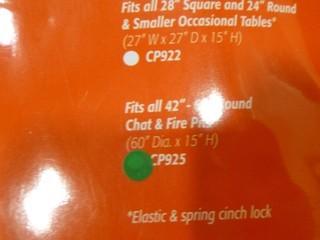 Fits all 28" Square and 24" Round
& Smaller Occasional Tables*
(27" W x 27" D x 15" H)
CP922
Fits all 42" - Round
Chat & Fire Pits
(60" Dia. x 15" H)
CP925
*Elastic & spring cinch lock